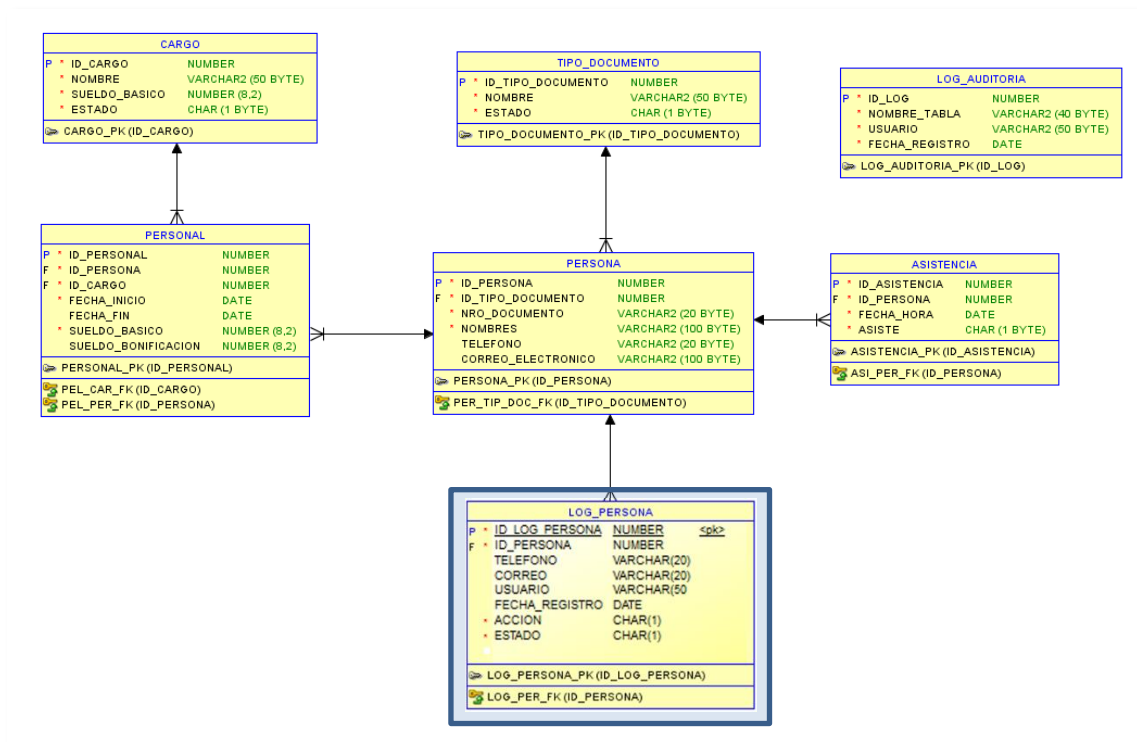 CARGO
P * ID_CARGO NUMBER
* NOMBRE VARCHAR2 (50 BYTE)
* SUELDO_BASICO NUMBER (8,2)
* ESTADO CHAR (1 BYTE)
CARGO_PK (ID_CARGO)
TIPO_DOCUMENTO
P * ID_TIPO_DOCUMENTO NUMBER
* NOMBRE VARCHAR2 (50 BYTE)
* ESTADO CHAR (1 BYTE)
TIPO_DOCUMENTO_PK (ID_TIPO_DOCUMENTO)
LOG_AUDITORIA
P * ID_LOG NUMBER
* NOMBRE_TABLA VARCHAR2 (40 BYTE)
* USUARIO VARCHAR2 (50 BYTE)
* FECHA_REGISTRO DATE
LOG_AUDITORIA_PK (ID_LOG)
PERSONAL
P * ID_PERSONAL NUMBER
F * ID_PERSONA NUMBER
F * ID_CARGO NUMBER
* FECHA_INICIO DATE
FECHA_FIN DATE
* SUELDO_BASICO NUMBER (8,2)
SUELDO_BONIFICACION NUMBER (8,2)
PERSONAL_PK (ID_PERSONAL)
PEL_CAR_FK (ID_CARGO)
PEL_PER_FK (ID_PERSONA)
PERSONA
P * ID_PERSONA NUMBER
F * ID_TIPO_DOCUMENTO NUMBER
* NRO_DOCUMENTO VARCHAR2 (20 BYTE)
* NOMBRES VARCHAR2 (100 BYTE)
TELEFONO VARCHAR2 (20 BYTE)
CORREO_ELECTRONICO VARCHAR2 (100 BYTE)
PERSONA_PK (ID_PERSONA)
PER_TIP_DOC_FK (ID_TIPO_DOCUMENTO)
ASISTENCIA
P * ID_ASISTENCIA NUMBER
F * ID_PERSONA NUMBER
* FECHA_HORA DATE
* ASISTE CHAR (1 BYTE)
ASISTENCIA_PK (ID_ASISTENCIA)
ASI_PER_FK (ID_PERSONA)
LOG_PERSONA
P * ID_LOG_PERSONA NUMBER <pk>
F * ID_PERSONA NUMBER
TELEFONO VARCHAR(20)
CORREO VARCHAR(20)
USUARIO VARCHAR(50
FECHA_REGISTRO DATE
* ACCION CHAR(1)
* ESTADO CHAR(1)
LOG_PERSONA_PK (ID_LOG_PERSONA)
LOG_PER_FK (ID_PERSONA)